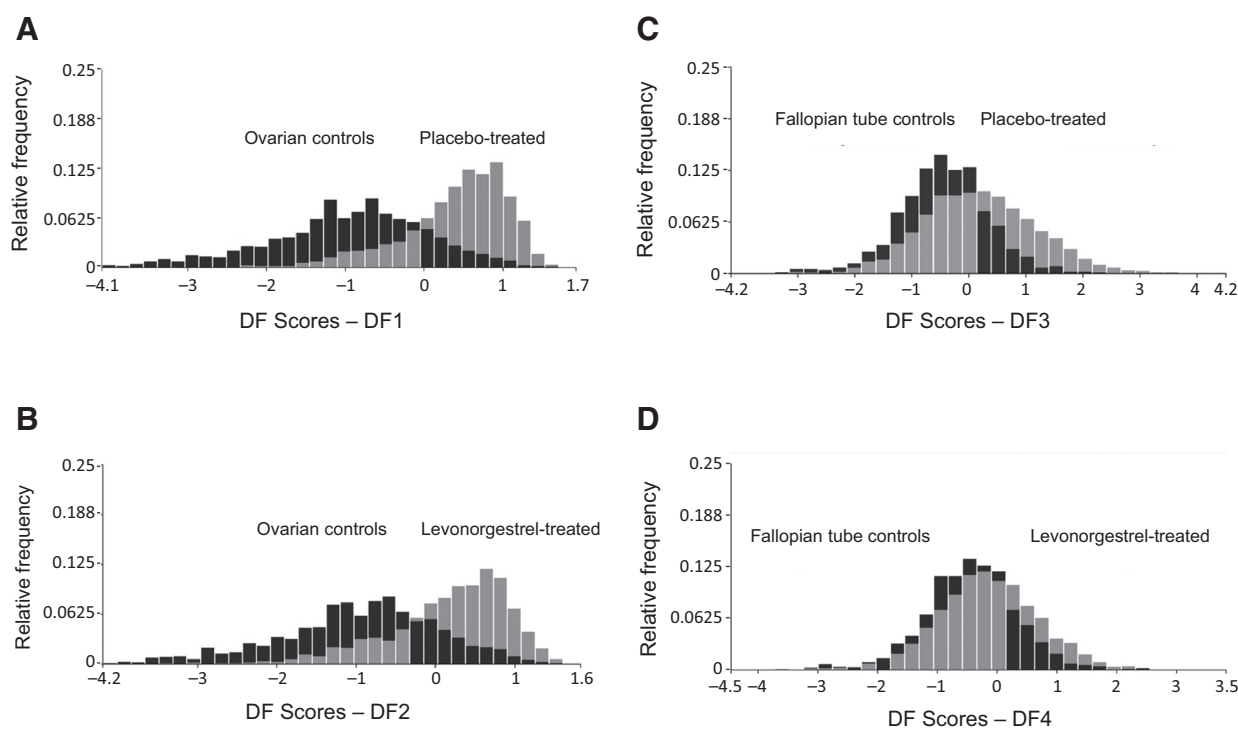 A
Relative frequency
0.25
0.188
0.125
0.0625
0
Ovarian controls
Placebo-treated
–4.1 –3 –2 –1 0 1 1.7
DF Scores – DF1
C
Relative frequency
0.25
0.188
0.125
0.0625
0
Fallopian tube controls
Placebo-treated
–4.2 –3 –2 –1 0 1 2 3 4 4.2
DF Scores – DF3
B
Relative frequency
0.25
0.188
0.125
0.0625
0
Ovarian controls
Levonorgestrel-treated
–4.2 –3 –2 –1 0 1 1.6
DF Scores – DF2
D
Relative frequency
0.25
0.188
0.125
0.0625
0
Fallopian tube controls
Levonorgestrel-treated
–4.5 –4 –3 –2 –1 0 1 2 3 3.5
DF Scores – DF4